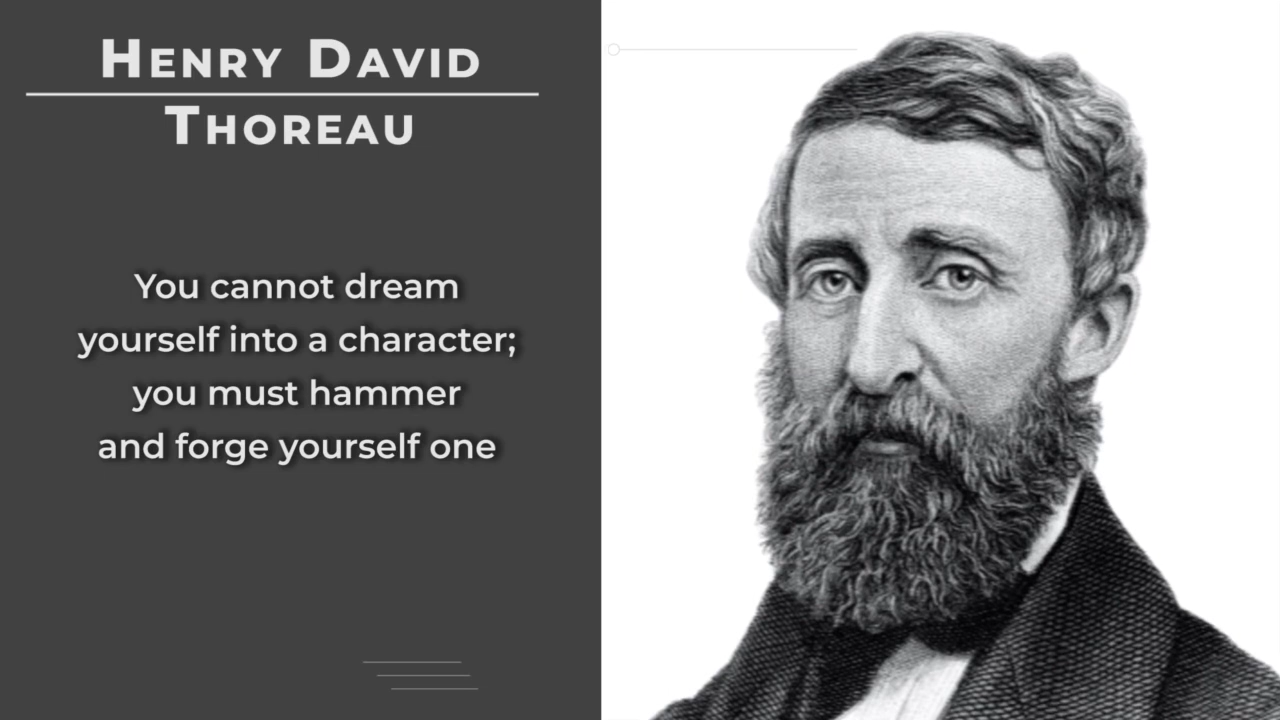 Henry David
Thoreau
You cannot dream
yourself into a character;
you must hammer
and forge yourself one